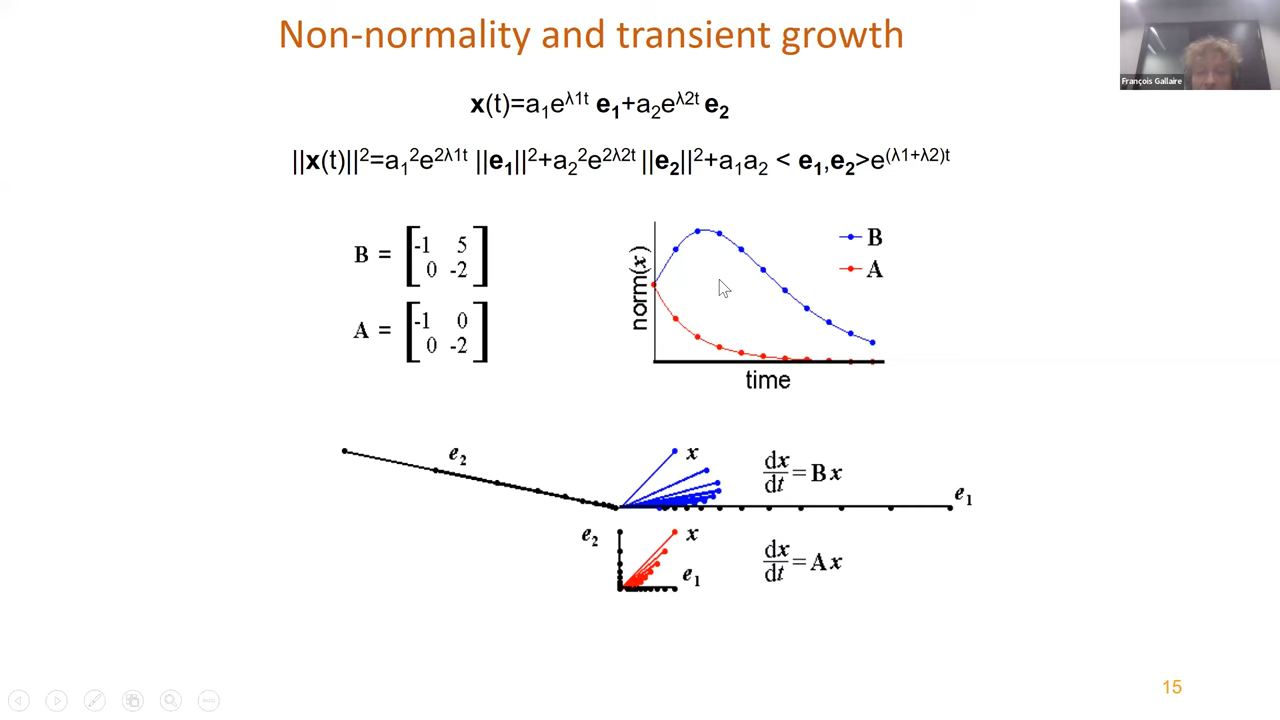 Non-normality and transient growth
François Gallaire
x(t)=a₁e^λ1t e₁+a₂e^λ2t e₂
||x(t)||²=a₁²e^2λ1t ||e₁||²+a₂²e^2λ2t ||e₂||²+a₁a₂ < e₁,e₂>e^(λ1+λ2)t
B = [-1 5
0 -2]
A = [-1 0
0 -2]
norm(x)
B
A
time
e₂
x
dx/dt = Bx
e₁
e₂
x
dx/dt = Ax
e₁
15